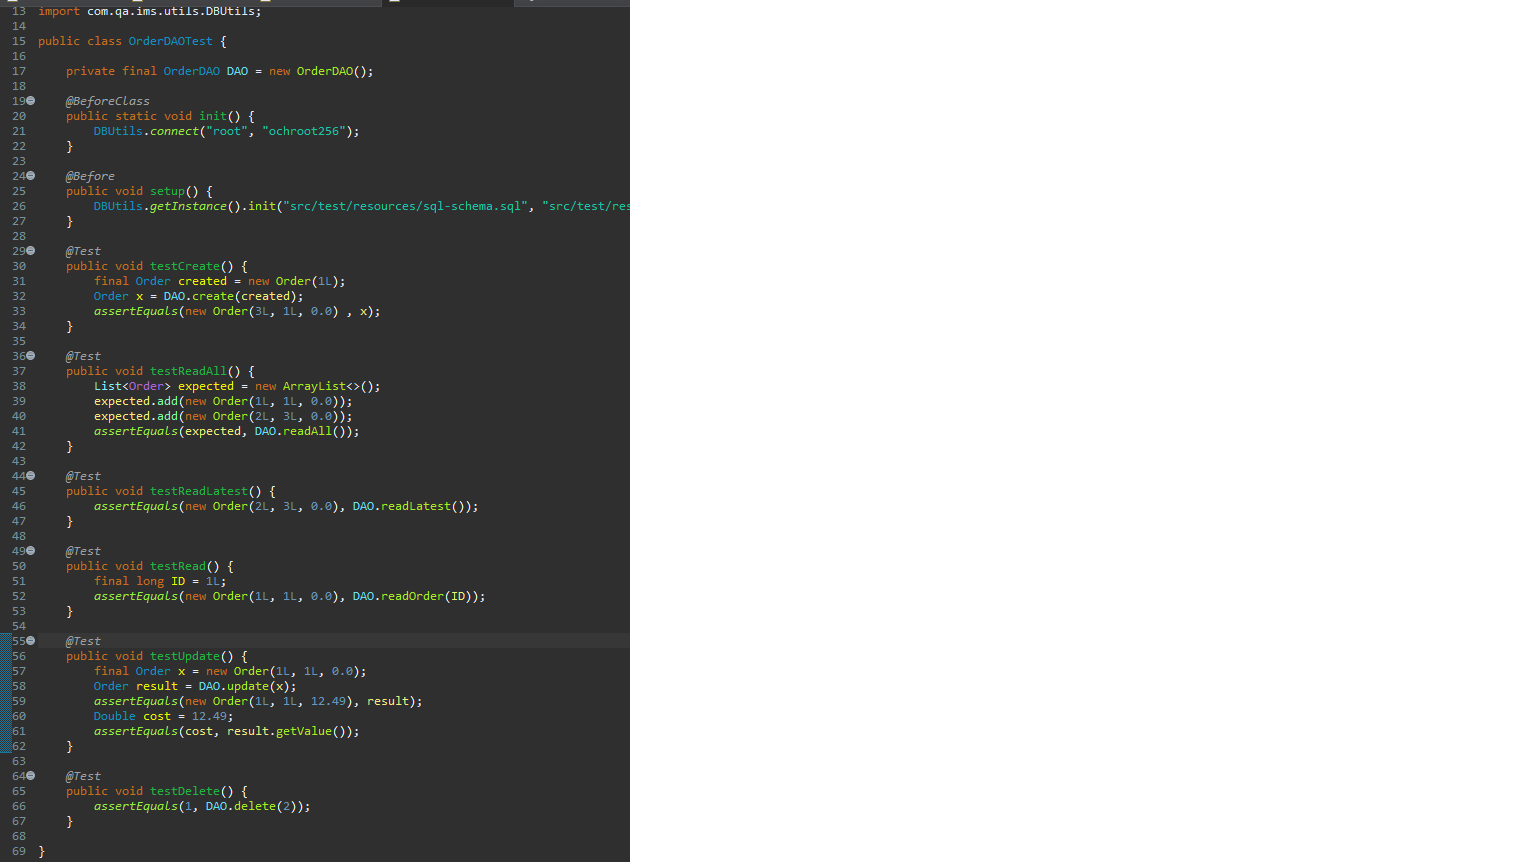 13 import com.qa.ims.utils.DBUtils;
14
15 public class OrderDAOTest {
16
17     private final OrderDAO DAO = new OrderDAO();
18
19     @BeforeClass
20     public static void init() {
21         DBUtils.connect("root", "ochroot256");
22     }
23
24     @Before
25     public void setup() {
26         DBUtils.getInstance().init("src/test/resources/sql-schema.sql", "src/test/res
27     }
28
29     @Test
30     public void testCreate() {
31         final Order created = new Order(1L);
32         Order x = DAO.create(created);
33         assertEquals(new Order(3L, 1L, 0.0) , x);
34     }
35
36     @Test
37     public void testReadAll() {
38         List<Order> expected = new ArrayList<>();
39         expected.add(new Order(1L, 1L, 0.0));
40         expected.add(new Order(2L, 3L, 0.0));
41         assertEquals(expected, DAO.readAll());
42     }
43
44     @Test
45     public void testReadLatest() {
46         assertEquals(new Order(2L, 3L, 0.0), DAO.readLatest());
47     }
48
49     @Test
50     public void testRead() {
51         final long ID = 1L;
52         assertEquals(new Order(1L, 1L, 0.0), DAO.readOrder(ID));
53     }
54
55     @Test
56     public void testUpdate() {
57         final Order x = new Order(1L, 1L, 0.0);
58         Order result = DAO.update(x);
59         assertEquals(new Order(1L, 1L, 12.49), result);
60         Double cost = 12.49;
61         assertEquals(cost, result.getValue());
62     }
63
64     @Test
65     public void testDelete() {
66         assertEquals(1, DAO.delete(2));
67     }
68
69 }